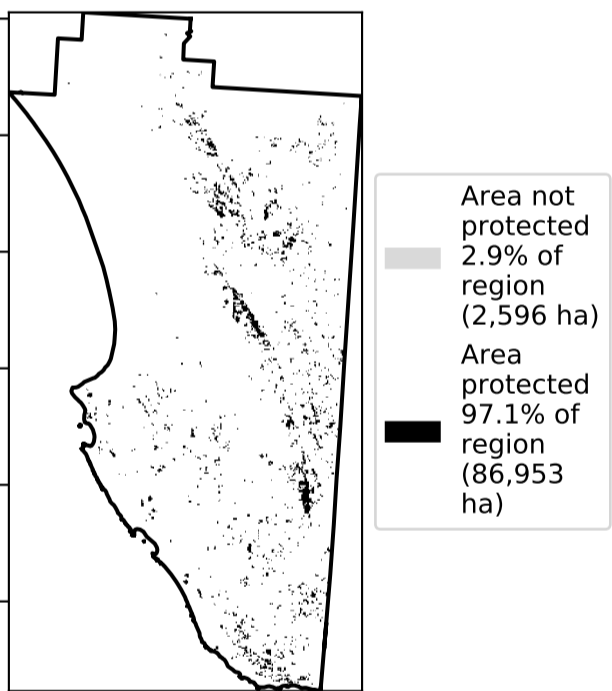 Area not
protected
2.9% of
region
(2,596 ha)
Area
protected
97.1% of
region
(86,953
ha)